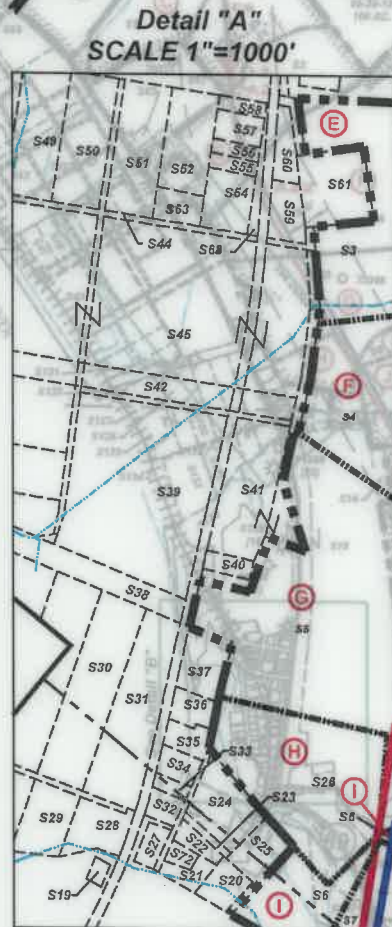 Detail "A"
SCALE 1"=1000'
S58
S57
S56
S55
S54
S49
S50
S51
S52
S53
S60
S59
E
S61
S44
S68
S3
S45
S42
F
S4
S39
S41
S40
G
S5
S38
S37
S30
S31
S36
S35
S34
S33
H
S26
I
S6
S32
S24
S23
S29
S28
S27
S22
S72
S25
S19
S21
S20
S6
I
S7